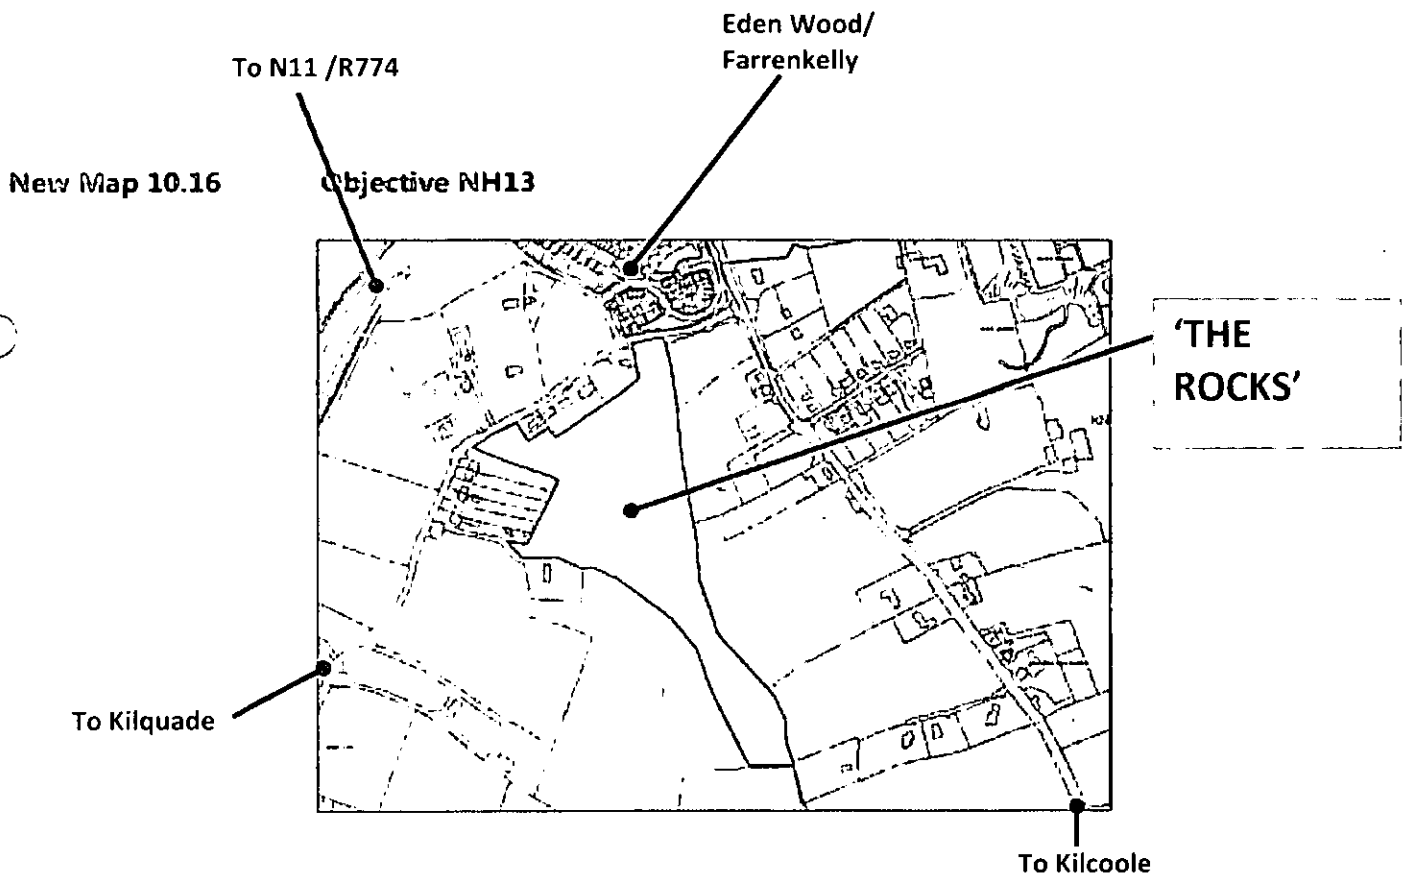 Eden Wood/
Farrenkelly
To N11 /R774
New Map 10.16 Objective NH13
‘THE
ROCKS’
To Kilquade
To Kilcoole